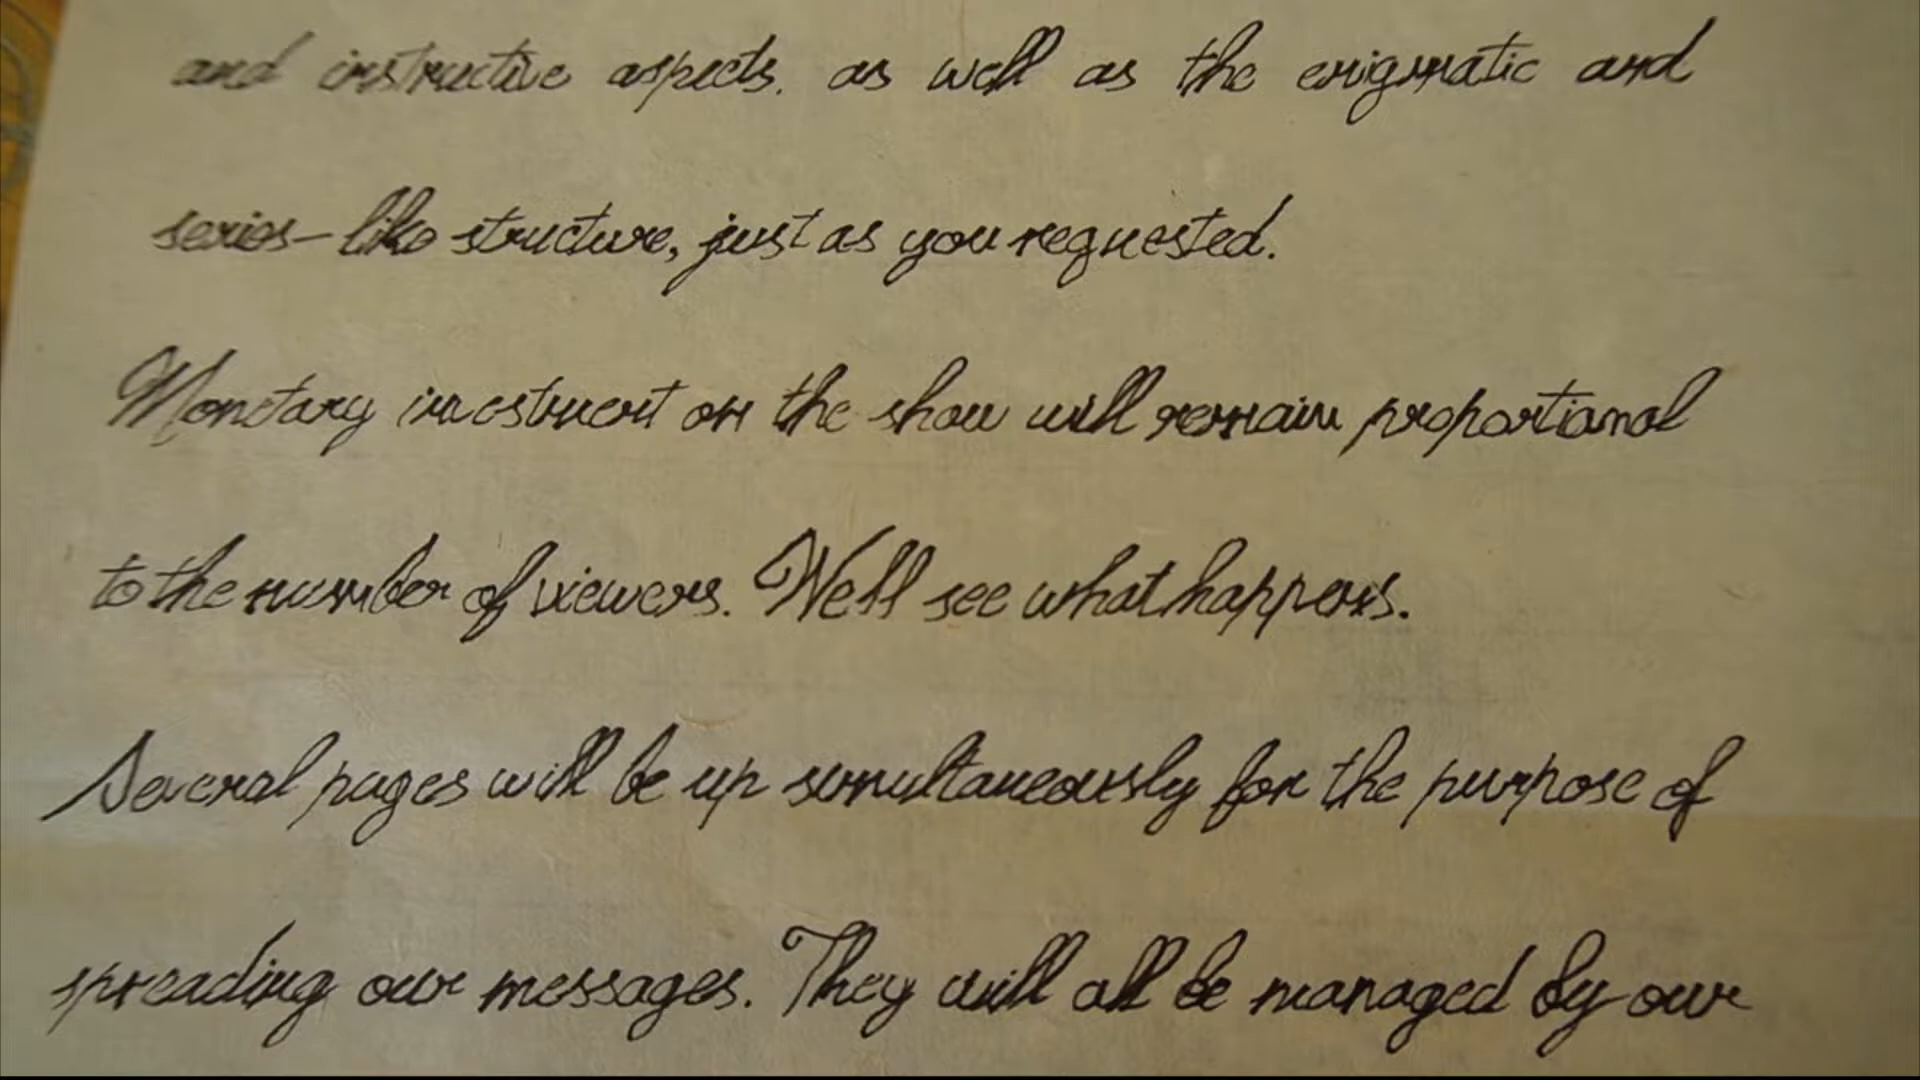 and instructive aspects, as well as the enigmatic and
series-like structure, just as you requested.
Monetary investment on the show will remain proportional
to the number of viewers. We'll see what happens.
Several pages will be up simultaneously for the purpose of
spreading our messages. They will all be managed by our